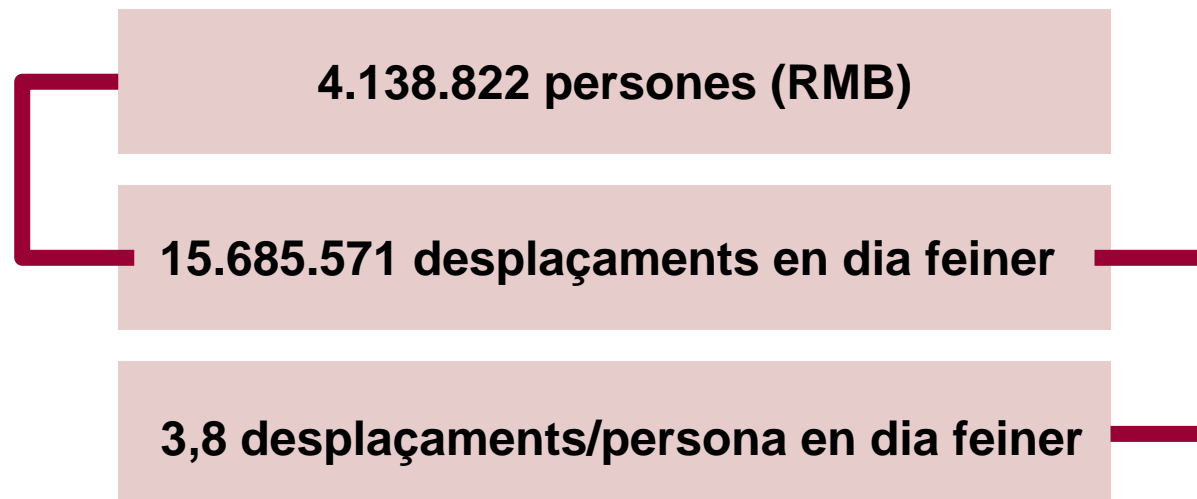 4.138.822 persones (RMB)
15.685.571 desplaçaments en dia feiner
3,8 desplaçaments/persona en dia feiner